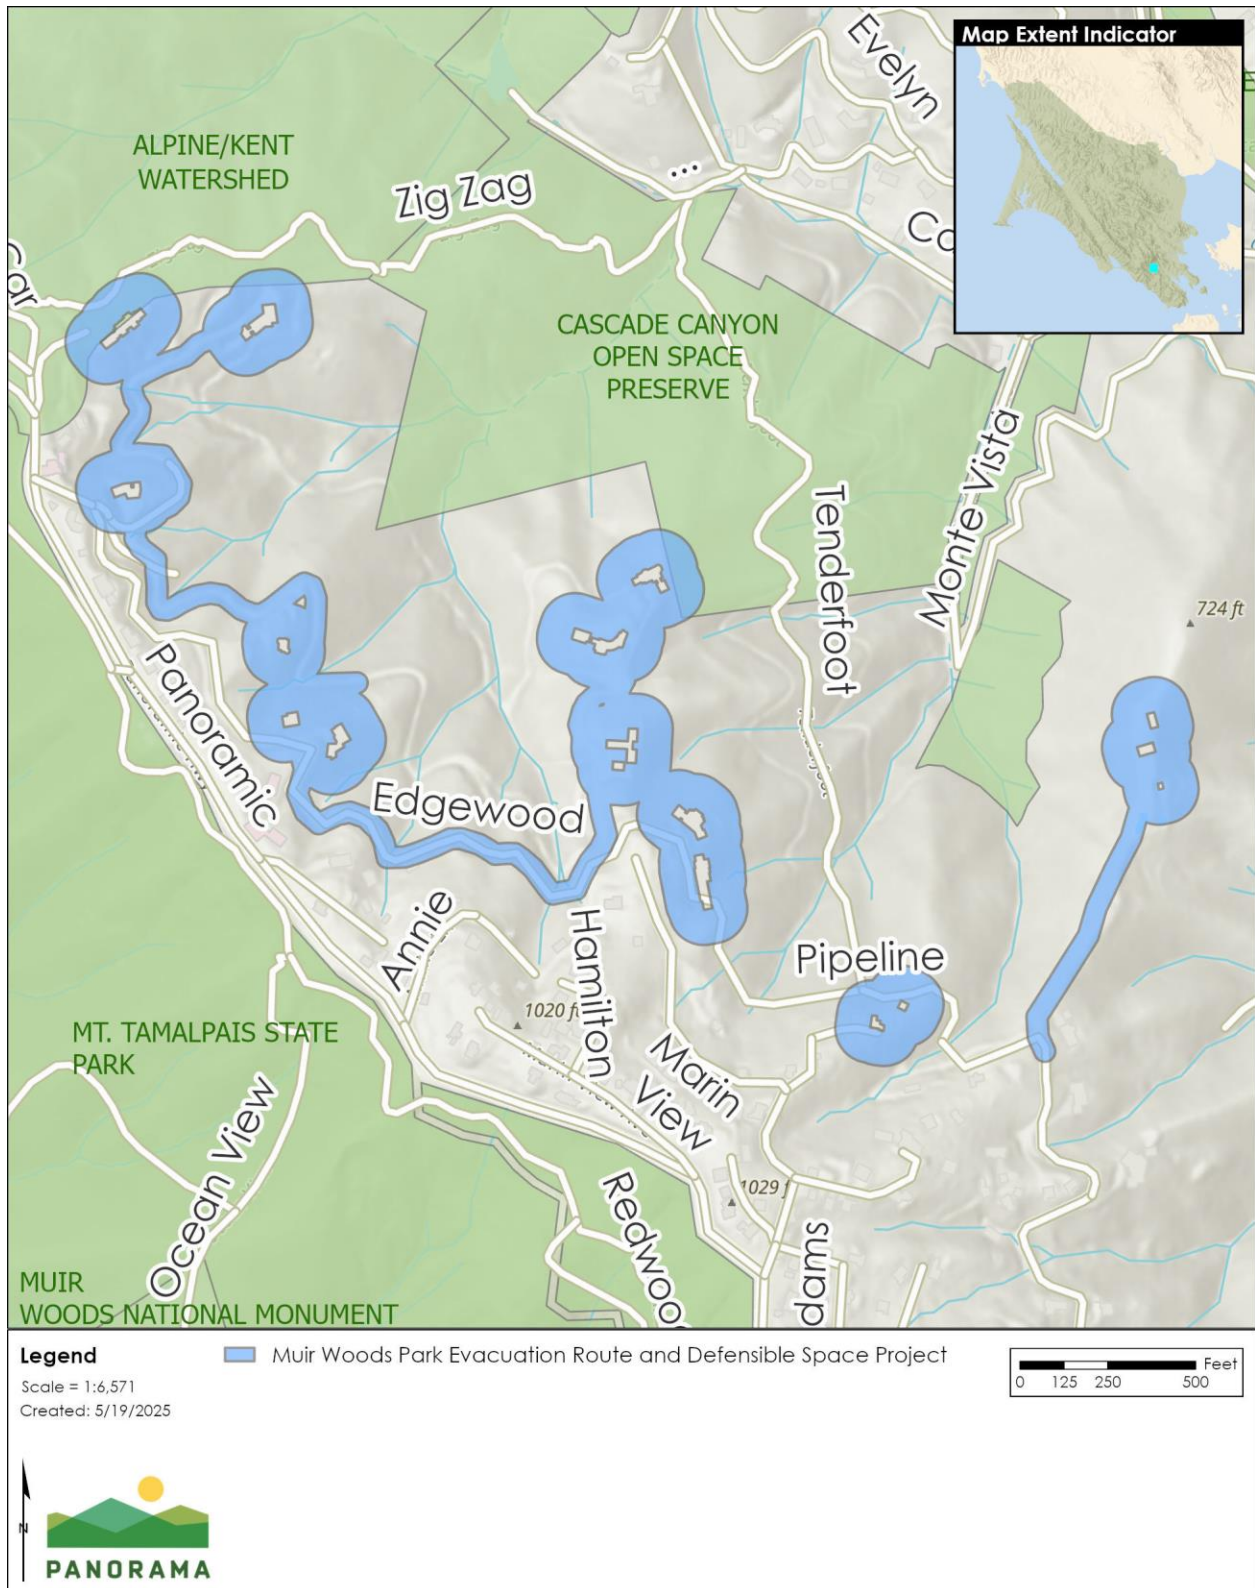 Map Extent Indicator
Evelyn
ALPINE/KENT
WATERSHED
...
Zig Zag
CASCADE CANYON
OPEN SPACE
PRESERVE
Monte Vista
Tenderfoot
724 ft
Panoramic
Edgewood
Annie
Hamilton
Pipeline
1020 ft
MT. TAMALPAIS STATE
PARK
Marin
View
Ocean View
1029 f
MUIR
WOODS NATIONAL MONUMENT
Legend
Muir Woods Park Evacuation Route and Defensible Space Project
Scale = 1:6,571
Created: 5/19/2025
Feet
0 125 250 500
N
PANORAMA